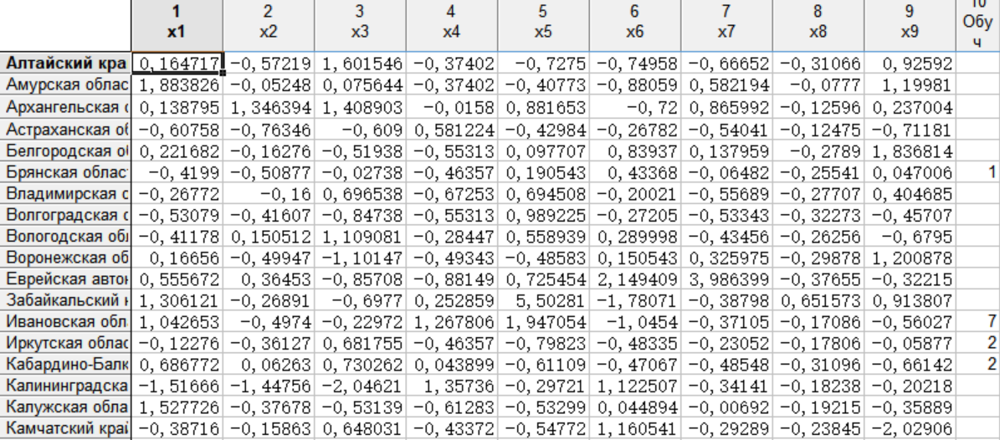 1 2 3 4 5 6 7 8 9 10
x1 x2 x3 x4 x5 x6 x7 x8 x9 Обу
ч
Алтайский кра 0,164717 -0,57219 1,601546 -0,37402 -0,7275 -0,74958 -0,66652 -0,31066 0,92592
Амурская облас 1,883826 -0,05248 0,075644 -0,37402 -0,40773 -0,88059 0,582194 -0,0777 1,19981
Архангельская о 0,138795 1,346394 1,408903 -0,0158 0,881653 -0,72 0,865992 -0,12596 0,237004
Астраханская об -0,60758 -0,76346 -0,609 0,581224 -0,42984 -0,26782 -0,54041 -0,12475 -0,71181
Белгородская о 0,221682 -0,16276 -0,51938 -0,55313 0,097707 0,83937 0,137959 -0,2789 1,836814
Брянская облас -0,4199 -0,50877 -0,02738 -0,46357 0,190543 0,43368 -0,06482 -0,25541 0,047006 1
Владимирская о -0,26772 -0,16 0,696538 -0,67253 0,694508 -0,20021 -0,55689 -0,27707 0,404685
Волгоградская о -0,53079 -0,41607 -0,84738 -0,55313 0,989225 -0,27205 -0,53343 -0,32273 -0,45707
Вологодская обл -0,41178 0,150512 1,109081 -0,28447 0,558939 0,289998 -0,43456 -0,26256 -0,6795
Воронежская об 0,16656 -0,49947 -1,10147 -0,49343 -0,48583 0,150543 0,325975 -0,29878 1,200878
Еврейская автон 0,555672 0,36453 -0,85708 -0,88149 0,725454 2,149409 3,986399 -0,37655 -0,32215
Забайкальский к 1,306121 -0,26891 -0,6977 0,252859 5,50281 -1,78071 -0,38798 0,651573 0,913807
Ивановская обл 1,042653 -0,4974 -0,22972 1,267806 1,947054 -1,0454 -0,37105 -0,17086 -0,56027 7
Иркутская облас -0,12276 -0,36127 0,681755 -0,46357 -0,79823 -0,48335 -0,23052 -0,17806 -0,05877 2
Кабардино-Балк 0,686772 0,06263 0,730262 0,043899 -0,61109 -0,47067 -0,48548 -0,31096 -0,66142 2
Калининградска -1,51666 -1,44756 -2,04621 1,35736 -0,29721 1,122507 -0,34141 -0,18238 -0,20218
Калужская обла 1,527726 -0,37678 -0,53139 -0,61283 -0,53299 0,044894 -0,00692 -0,19215 -0,35889
Камчатский край -0,38716 -0,15863 0,648031 -0,43372 -0,54772 1,160541 -0,29289 -0,23845 -2,02906